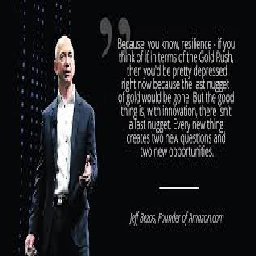 Because, you know, resilience - if you
think of it in terms of the Gold Rush,
then you'd be pretty depressed
right now because the last nugget
of gold would be gone. But the good
thing is, with innovation, there isn't
a last nugget. Every new thing
creates two new questions and
two new opportunities.
Jeff Bezos, Founder of Amazon.com